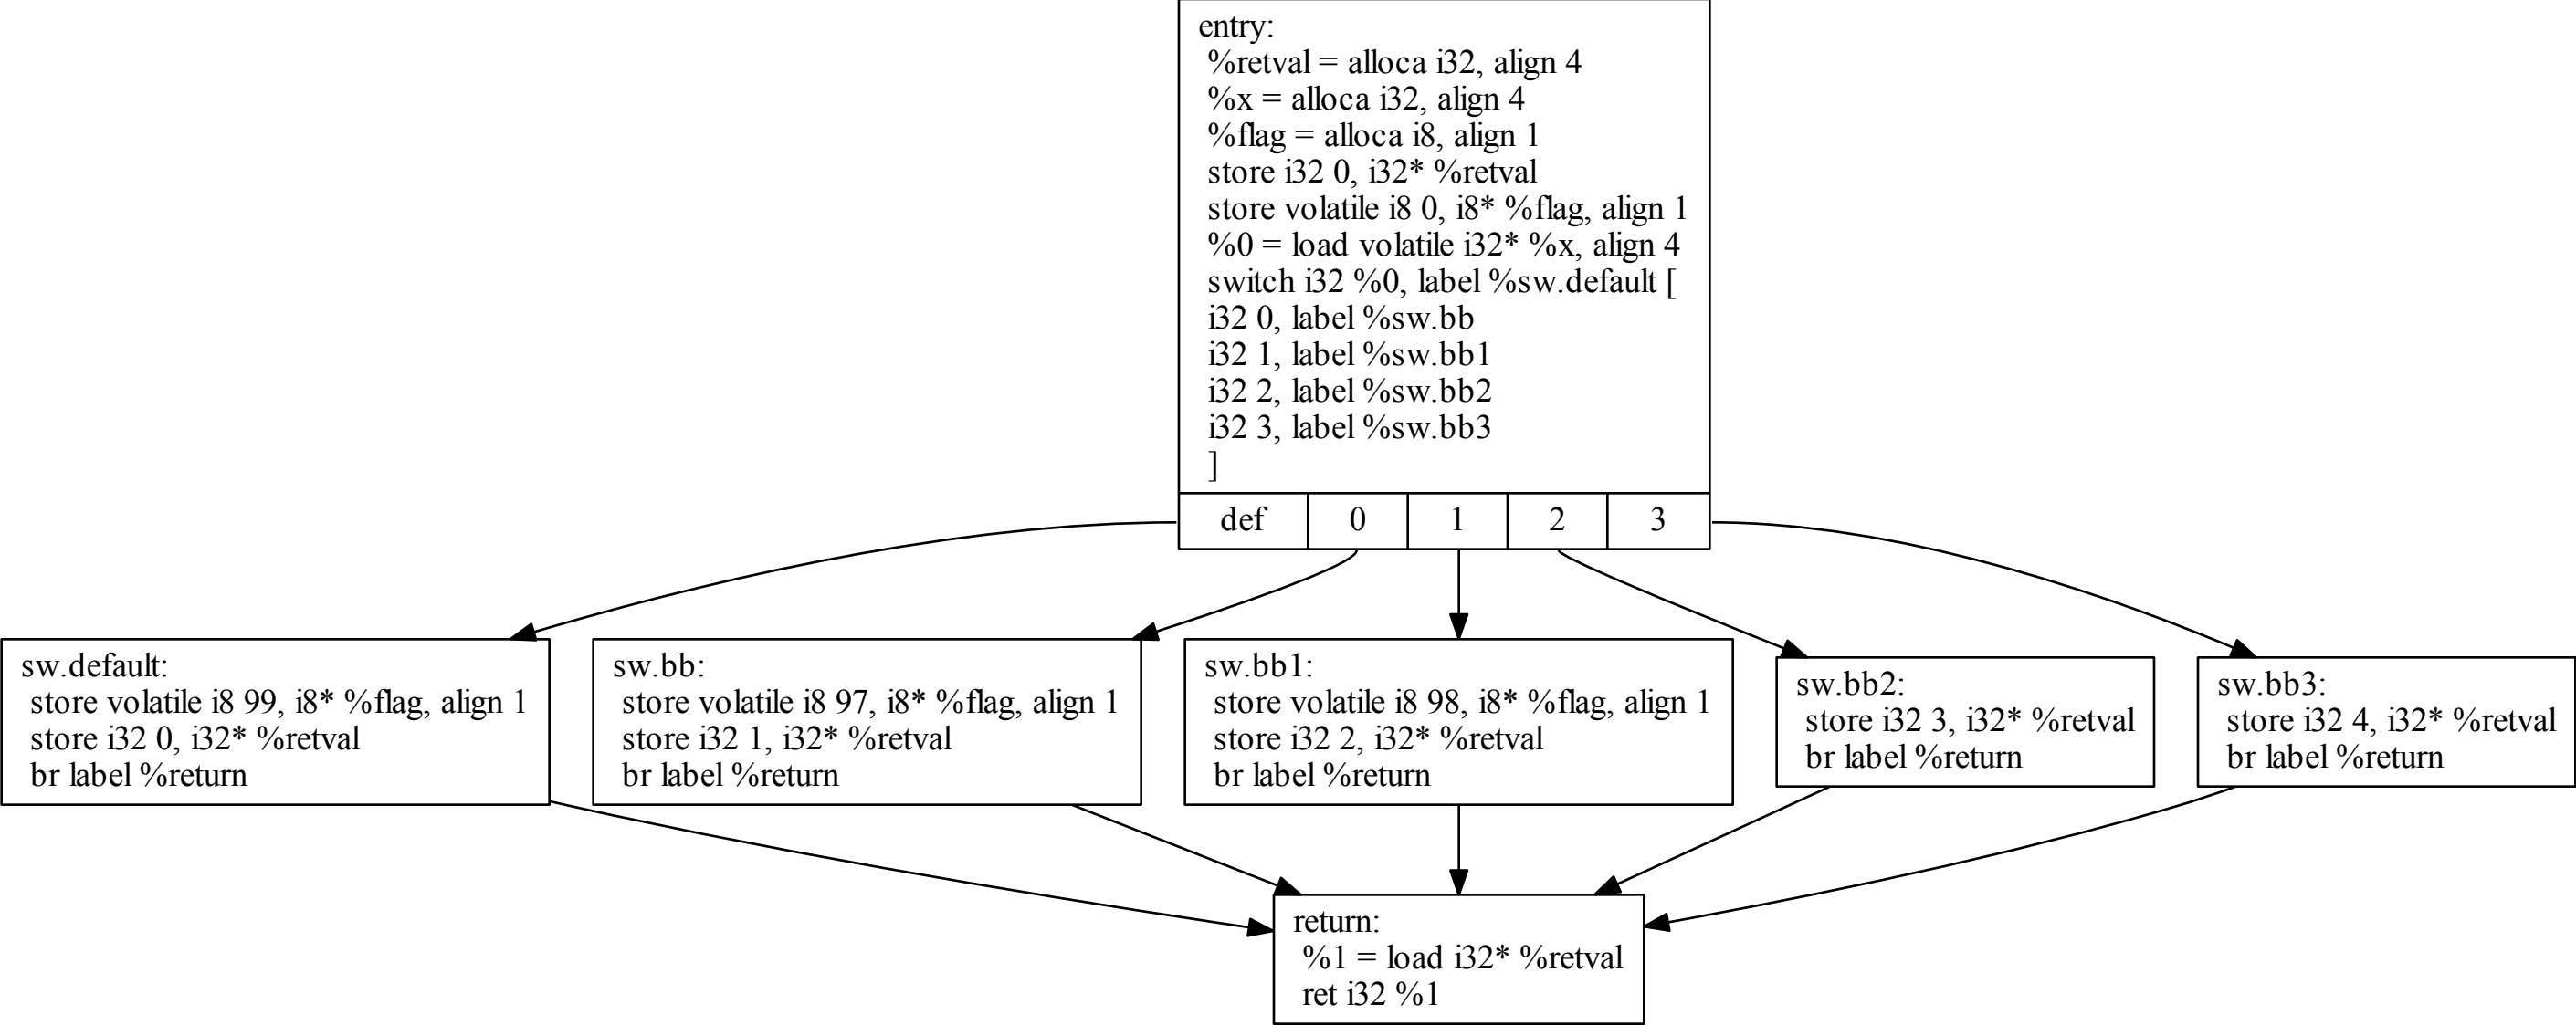 entry:
%retval = alloca i32, align 4
%x = alloca i32, align 4
%flag = alloca i8, align 1
store i32 0, i32* %retval
store volatile i8 0, i8* %flag, align 1
%0 = load volatile i32* %x, align 4
switch i32 %0, label %sw.default [
i32 0, label %sw.bb
i32 1, label %sw.bb1
i32 2, label %sw.bb2
i32 3, label %sw.bb3
]
def 0 1 2 3
sw.default:
store volatile i8 99, i8* %flag, align 1
store i32 0, i32* %retval
br label %return
sw.bb:
store volatile i8 97, i8* %flag, align 1
store i32 1, i32* %retval
br label %return
sw.bb1:
store volatile i8 98, i8* %flag, align 1
store i32 2, i32* %retval
br label %return
sw.bb2:
store i32 3, i32* %retval
br label %return
sw.bb3:
store i32 4, i32* %retval
br label %return
return:
%1 = load i32* %retval
ret i32 %1